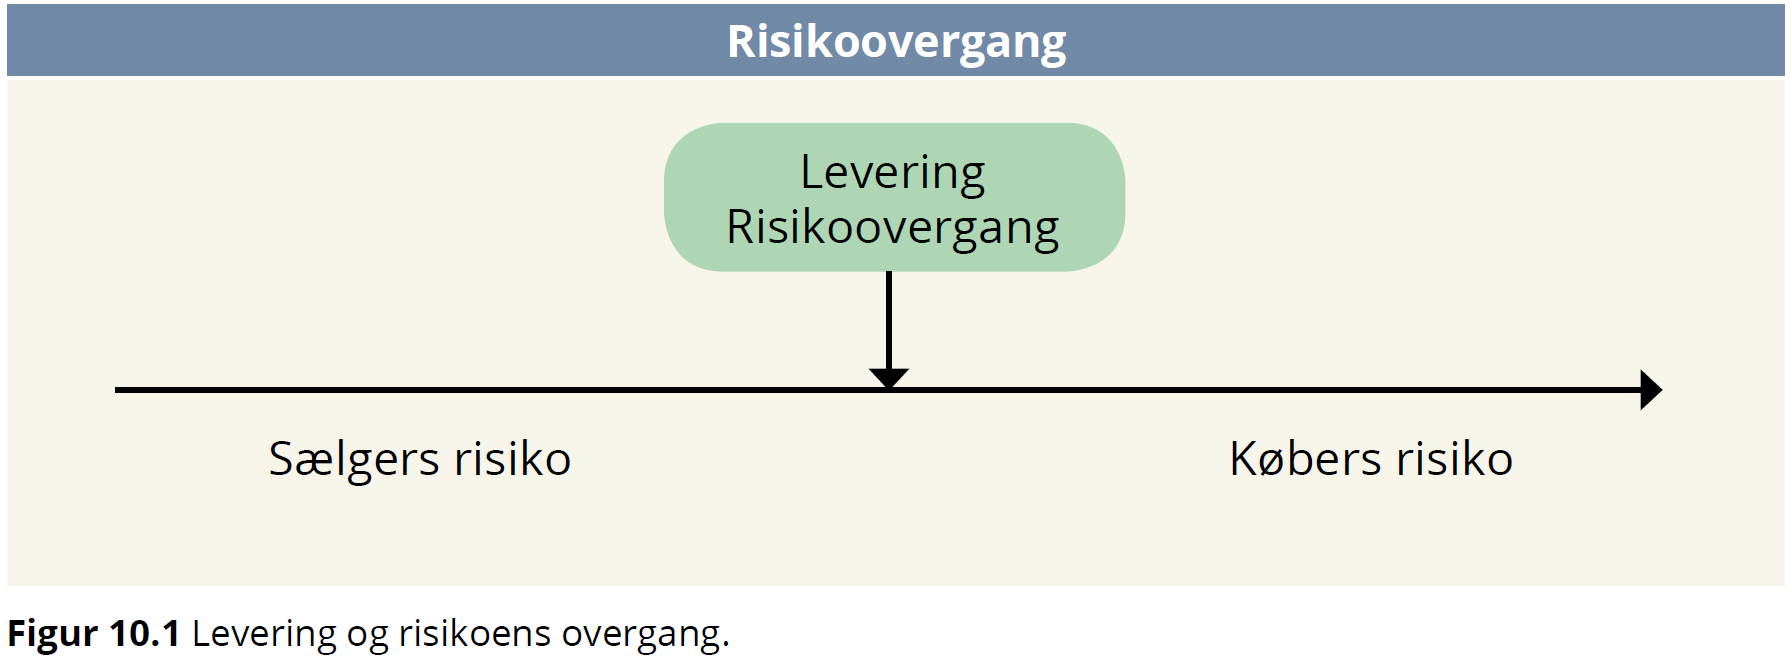 Risikoovergang
Levering
Risikoovergang
Sælgers risiko
Købers risiko
Figur 10.1 Levering og risikoens overgang.